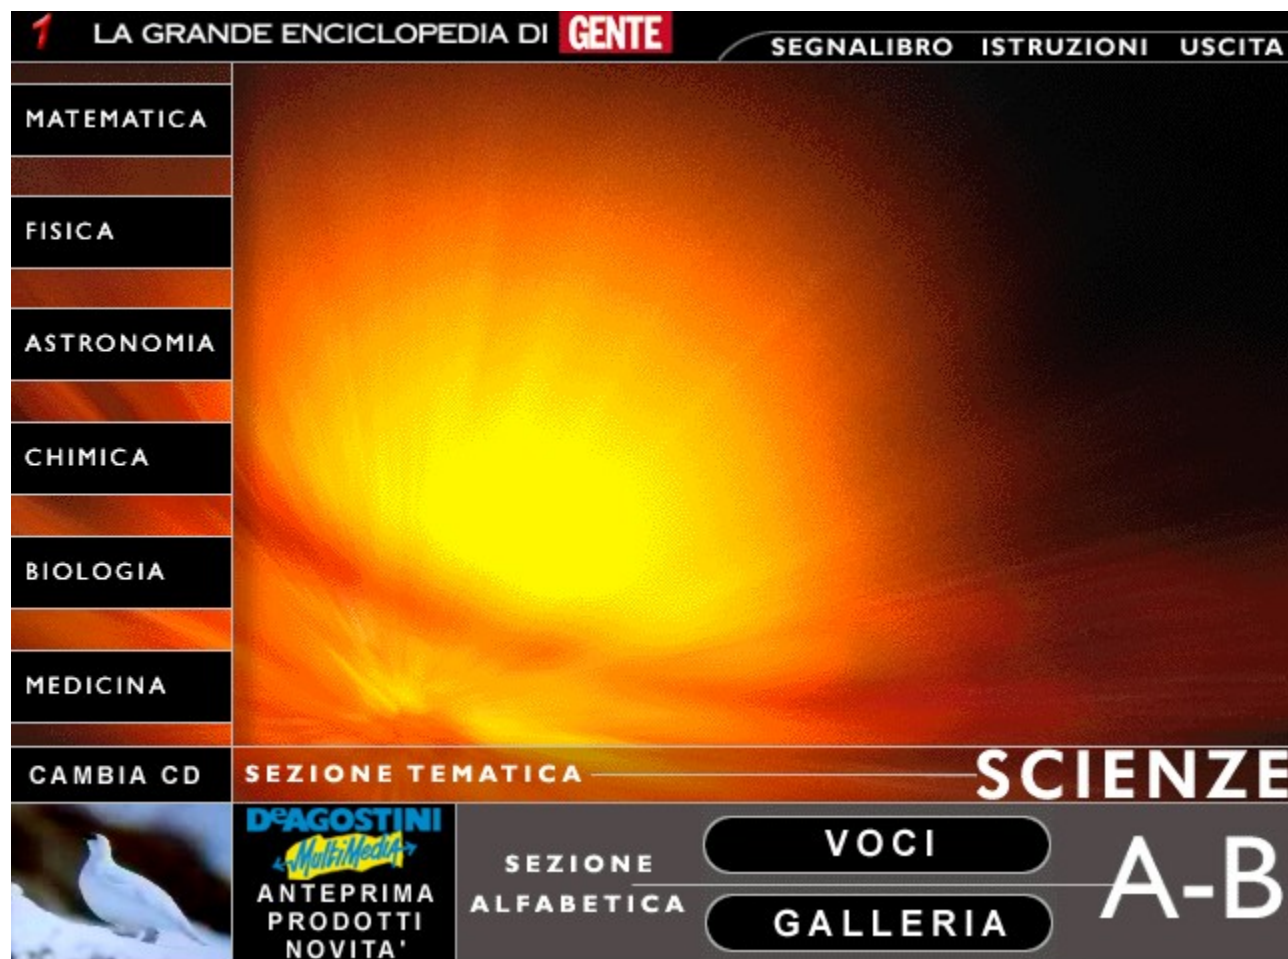 1 LA GRANDE ENCICLOPEDIA DI GENTE
SEGNALIBRO ISTRUZIONI USCITA
MATEMATICA
FISICA
ASTRONOMIA
CHIMICA
BIOLOGIA
MEDICINA
CAMBIA CD
SEZIONE TEMATICA
SCIENZE
DeAGOSTINI
MultiMedia
ANTEPRIMA
PRODOTTI
NOVITA'
SEZIONE
ALFABETICA
VOCI
GALLERIA
A-B